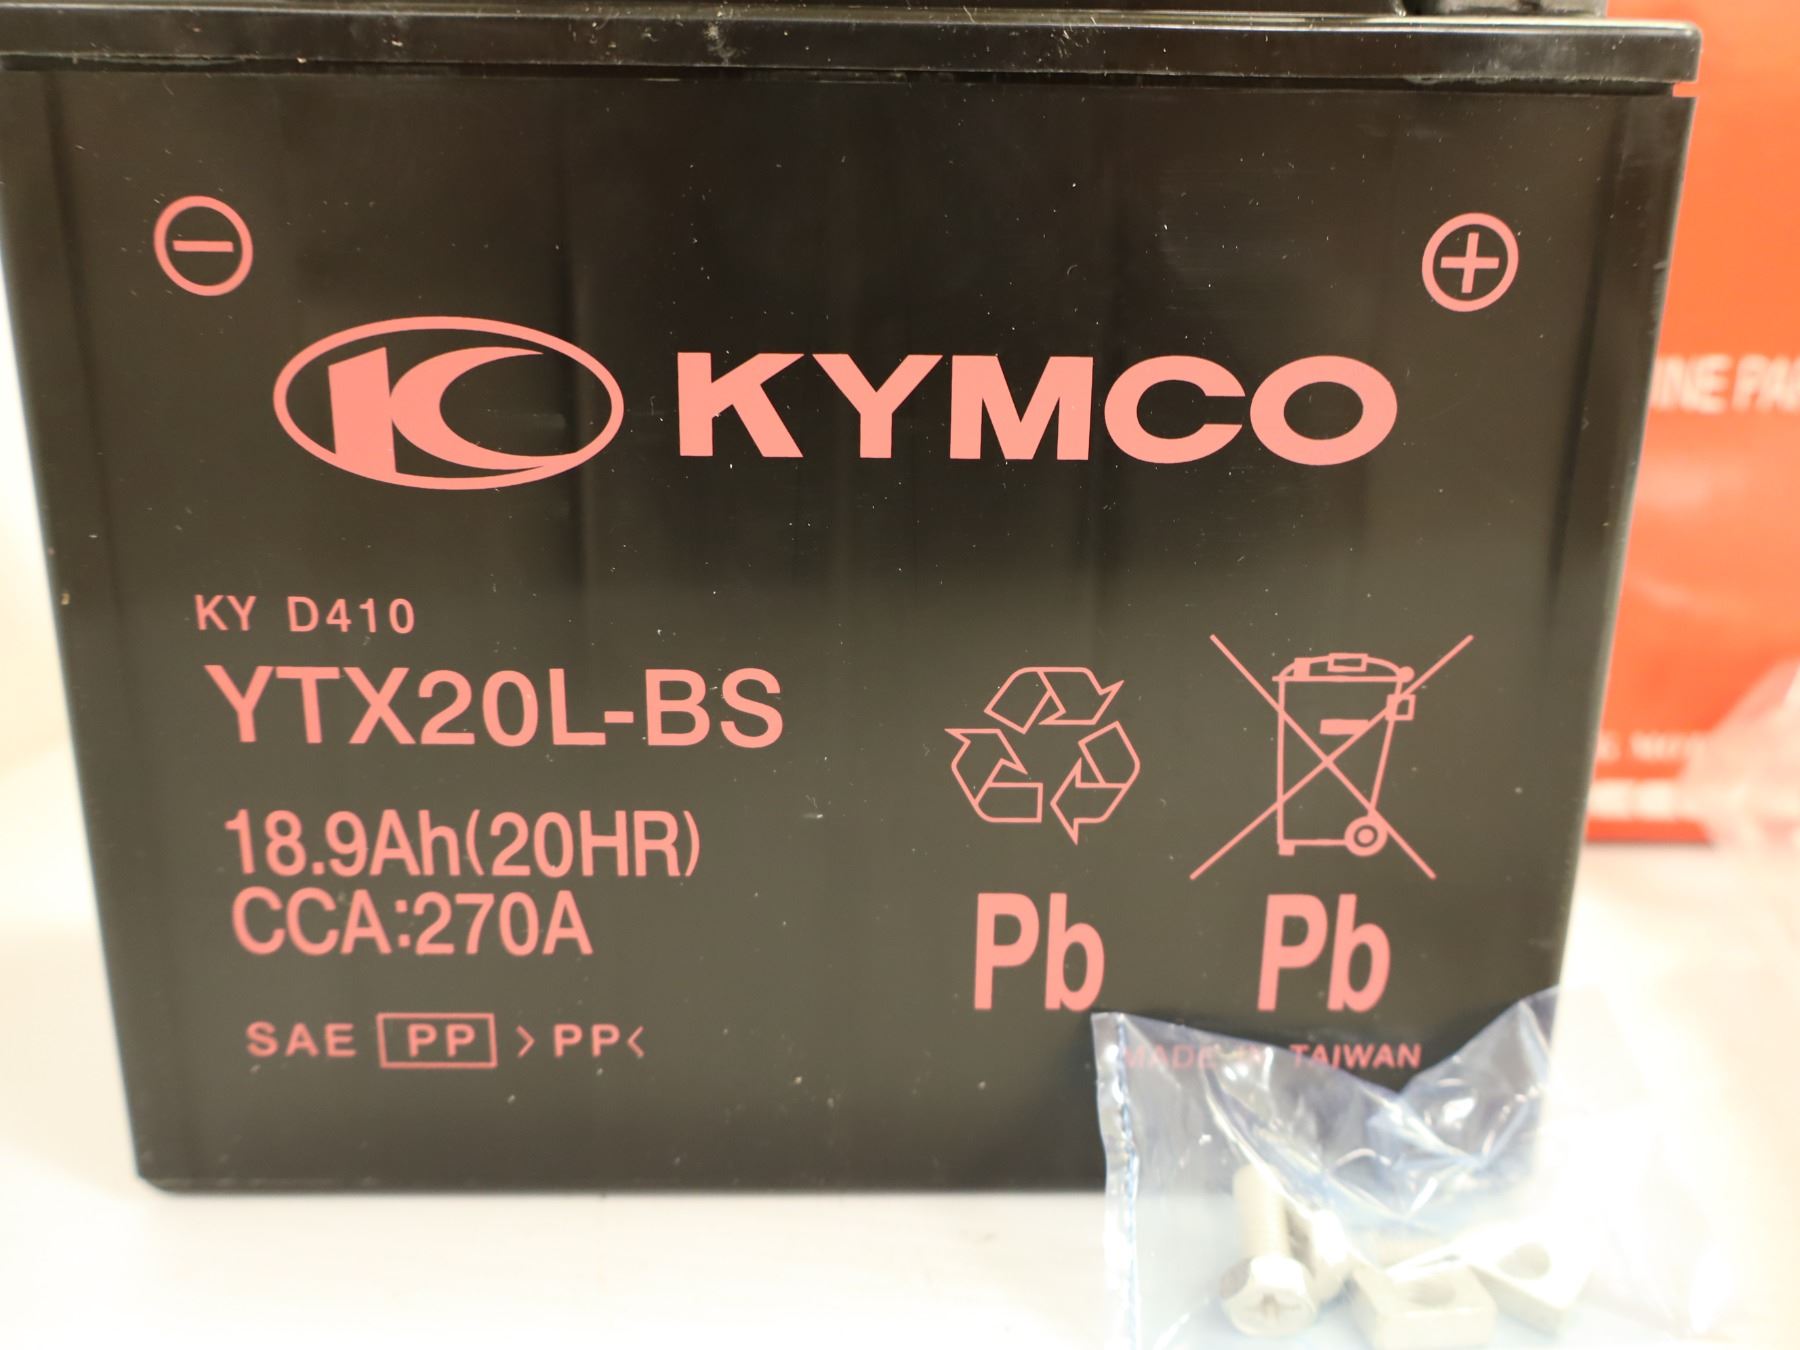 KYMCO
KY D410
YTX20L-BS
18.9Ah(20HR)
CCA:270A
SAE PP >PP<
Pb Pb
MADE IN TAIWAN